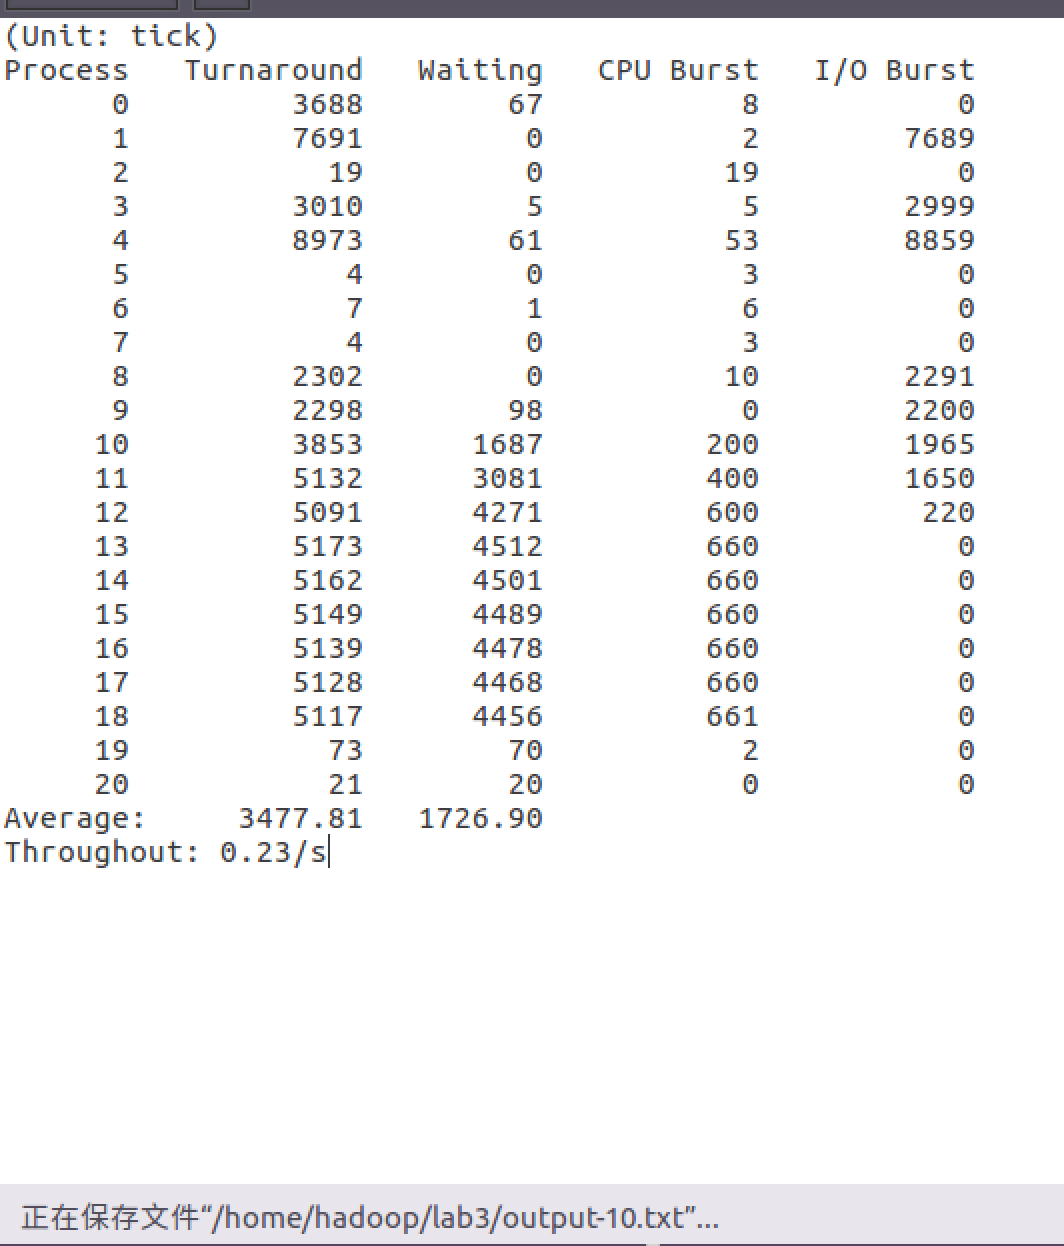 (Unit: tick)
Process Turnaround Waiting CPU Burst I/O Burst
0 3688 67 8 0
1 7691 0 2 7689
2 19 0 19 0
3 3010 5 5 2999
4 8973 61 53 8859
5 4 0 3 0
6 7 1 6 0
7 4 0 3 0
8 2302 0 10 2291
9 2298 98 0 2200
10 3853 1687 200 1965
11 5132 3081 400 1650
12 5091 4271 600 220
13 5173 4512 660 0
14 5162 4501 660 0
15 5149 4489 660 0
16 5139 4478 660 0
17 5128 4468 660 0
18 5117 4456 661 0
19 73 70 2 0
20 21 20 0 0
Average: 3477.81 1726.90
Throughout: 0.23/s
正在保存文件“/home/hadoop/lab3/output-10.txt”...